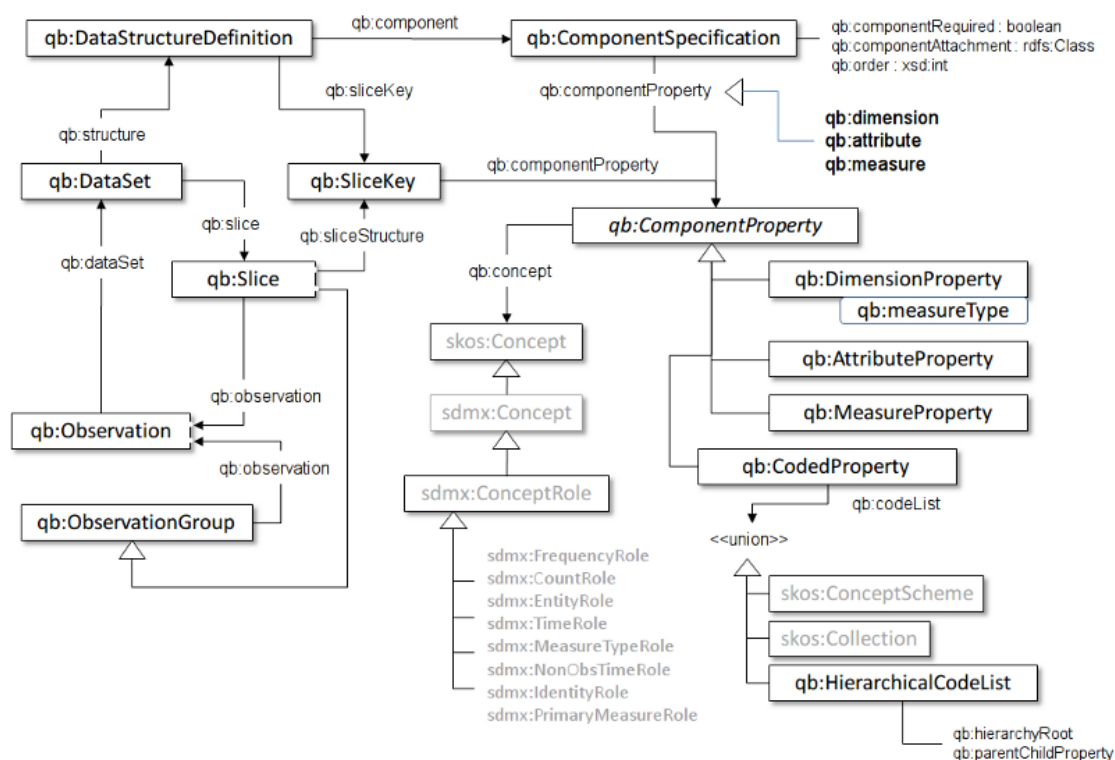 qb:DataStructureDefinition
qb:component
qb:ComponentSpecification
qb:componentRequired : boolean
qb:componentAttachment : rdfs:Class
qb:order : xsd:int
qb:sliceKey
qb:componentProperty
qb:dimension
qb:attribute
qb:measure
qb:structure
qb:DataSet
qb:SliceKey
qb:componentProperty
qb:slice
qb:sliceStructure
qb:ComponentProperty
qb:dataSet
qb:Slice
qb:concept
qb:DimensionProperty
qb:measureType
skos:Concept
qb:AttributeProperty
qb:observation
sdmx:Concept
qb:MeasureProperty
qb:Observation
qb:observation
qb:CodedProperty
sdmx:ConceptRole
qb:codeList
qb:ObservationGroup
<<union>>
sdmx:FrequencyRole
sdmx:CountRole
sdmx:EntityRole
sdmx:TimeRole
sdmx:MeasureTypeRole
sdmx:NonObsTimeRole
sdmx:IdentityRole
sdmx:PrimaryMeasureRole
skos:ConceptScheme
skos:Collection
qb:HierarchicalCodeList
qb:hierarchyRoot
qb:parentChildProperty